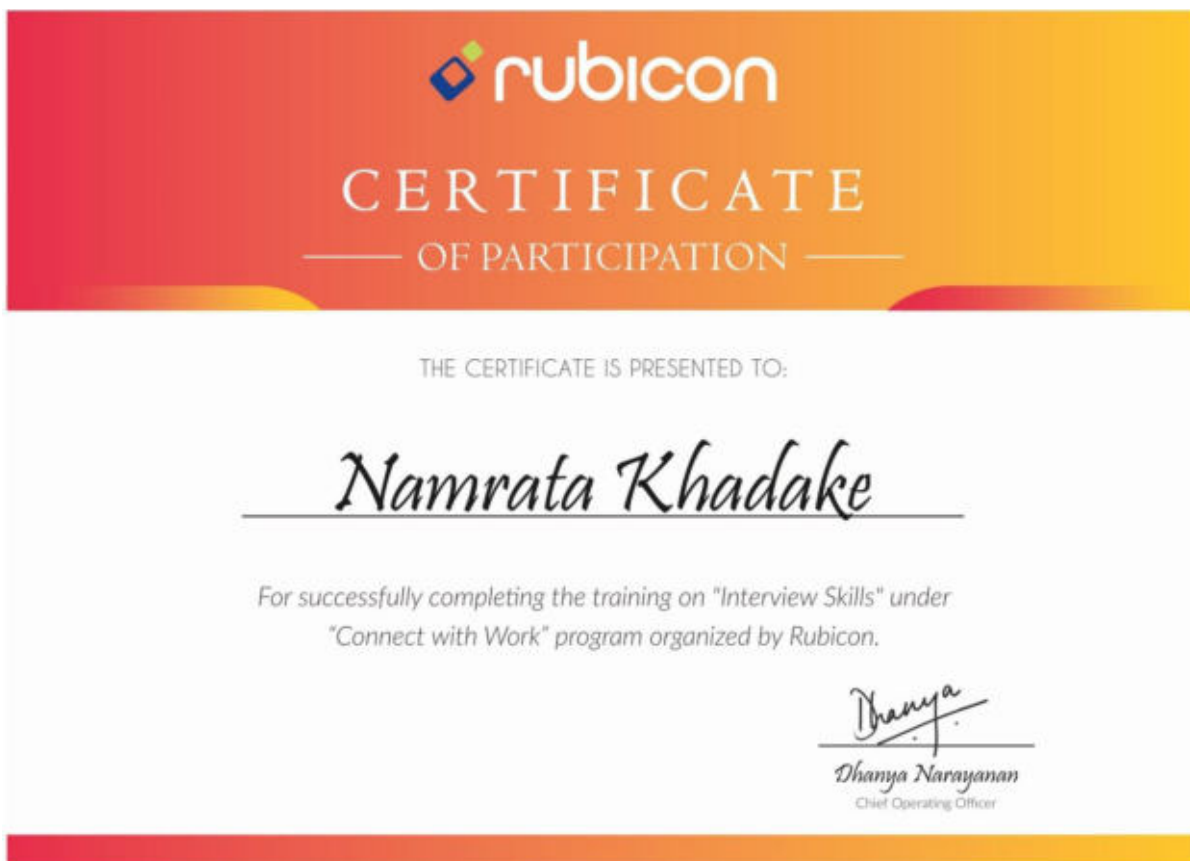 rubicon
CERTIFICATE
OF PARTICIPATION
THE CERTIFICATE IS PRESENTED TO:
Namrata Khadake
For successfully completing the training on "Interview Skills" under
"Connect with Work" program organized by Rubicon.
Dhanya
Dhanya Narayanan
Chief Operating Officer